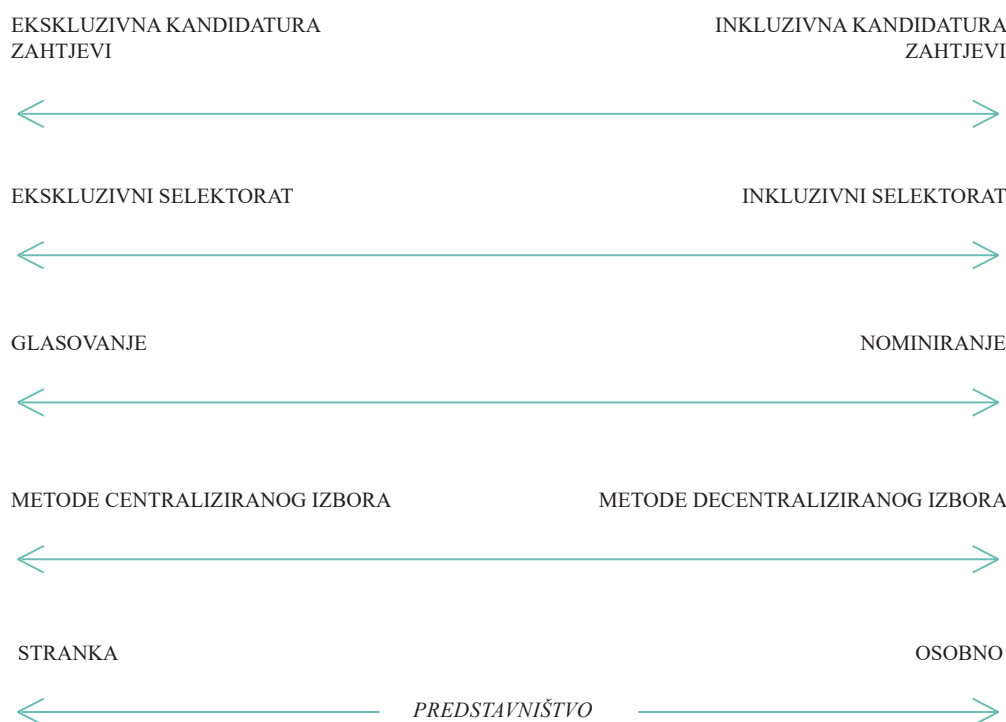 EKSKLUZIVNA KANDIDATURA
ZAHTJEVI
INKLUZIVNA KANDIDATURA
ZAHTJEVI
EKSKLUZIVNI SELEKTORAT
INKLUZIVNI SELEKTORAT
GLASOVANJE
NOMINIRANJE
METODE CENTRALIZIRANOG IZBORA
METODE DECENTRALIZIRANOG IZBORA
STRANKA
OSOBNO
PREDSTAVNIŠTVO